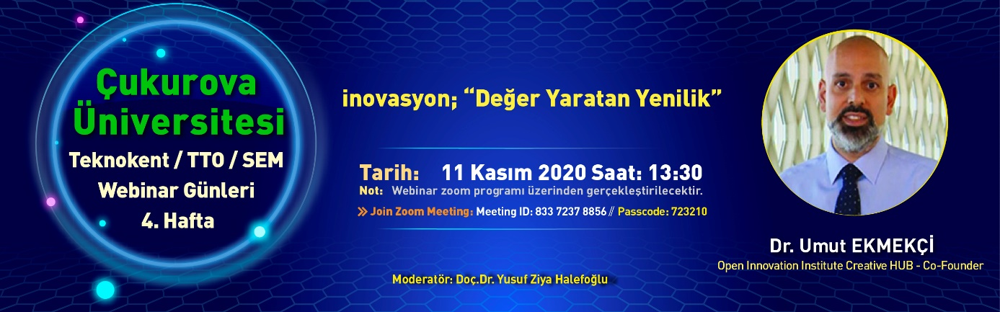 Çukurova
Üniversitesi
Teknokent / TTO / SEM
Webinar Günleri
4. Hafta
inovasyon; “Değer Yaratan Yenilik”
Tarih: 11 Kasım 2020 Saat: 13:30
Not: Webinar zoom programı üzerinden gerçekleştirilecektir.
Join Zoom Meeting: Meeting ID: 833 7237 8856 // Passcode: 723210
Moderatör: Doç.Dr. Yusuf Ziya Halefoğlu
Dr. Umut EKMEKÇİ
Open Innovation Institute Creative HUB - Co-Founder